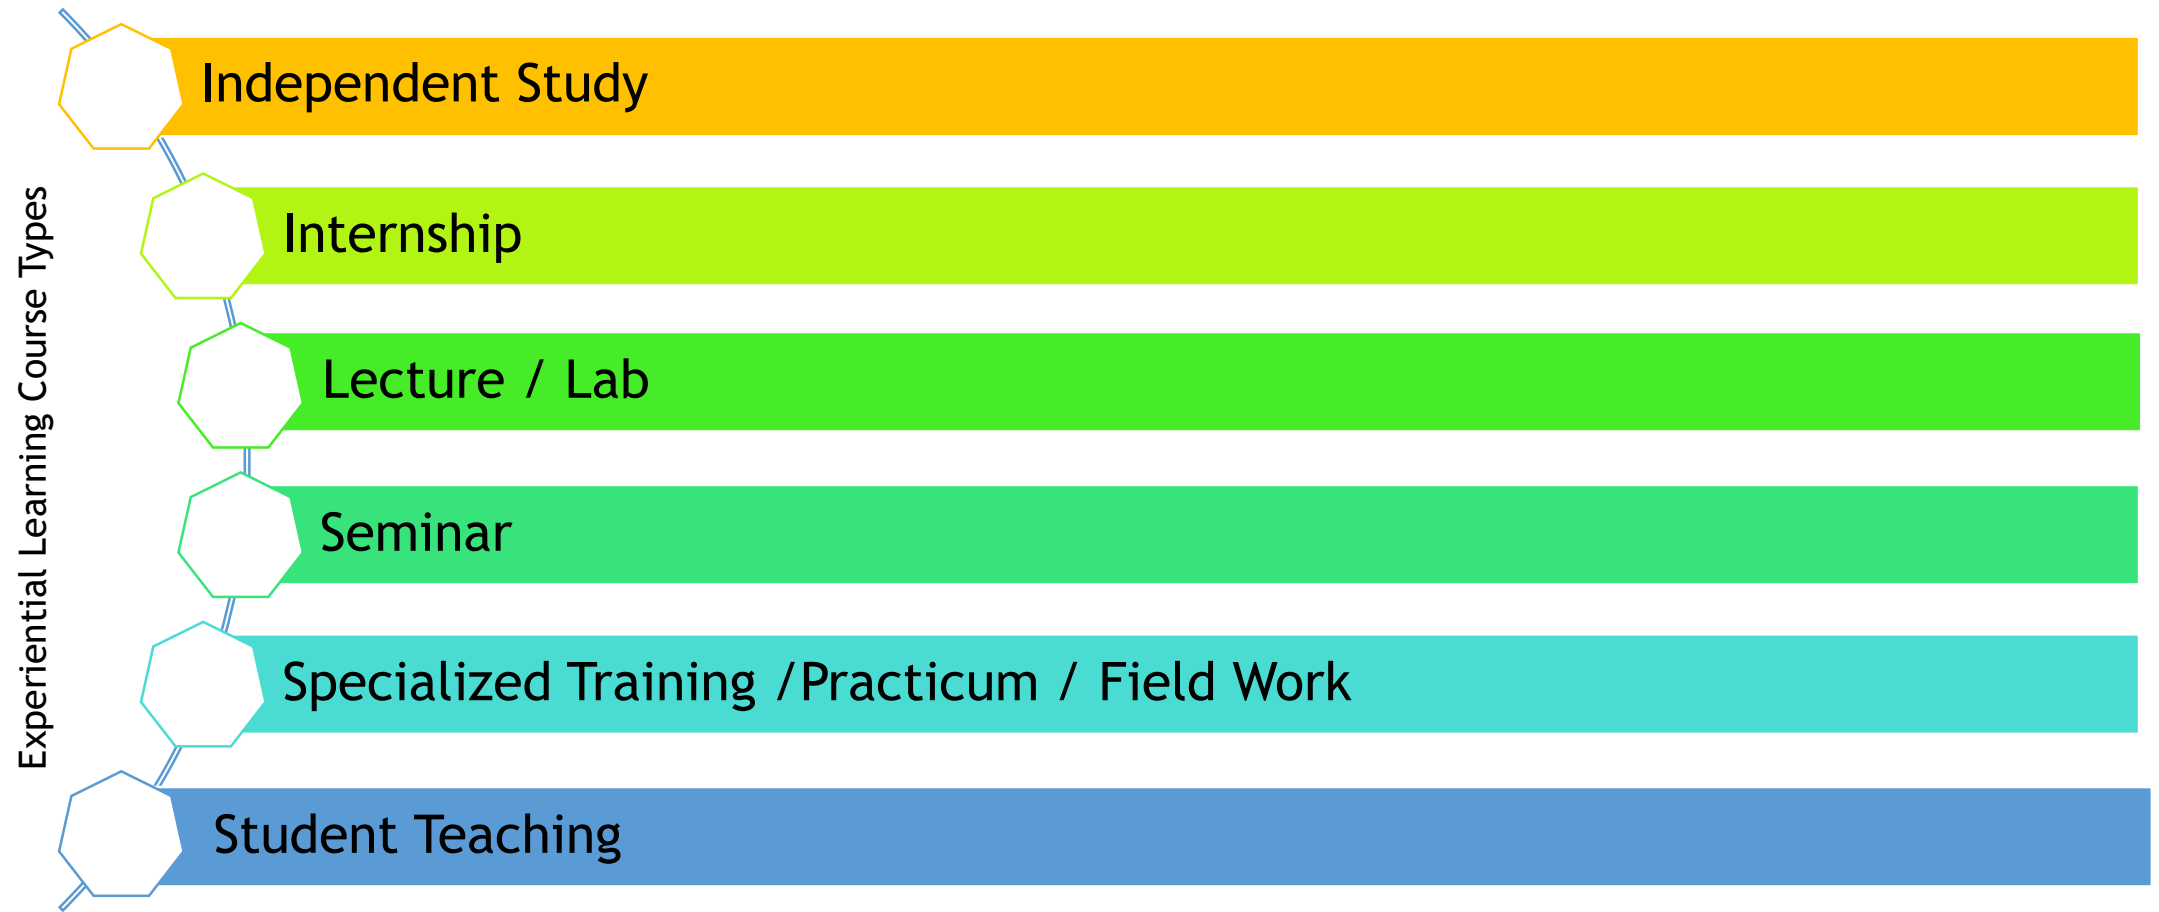 Experiential Learning Course Types
Independent Study
Internship
Lecture / Lab
Seminar
Specialized Training /Practicum / Field Work
Student Teaching